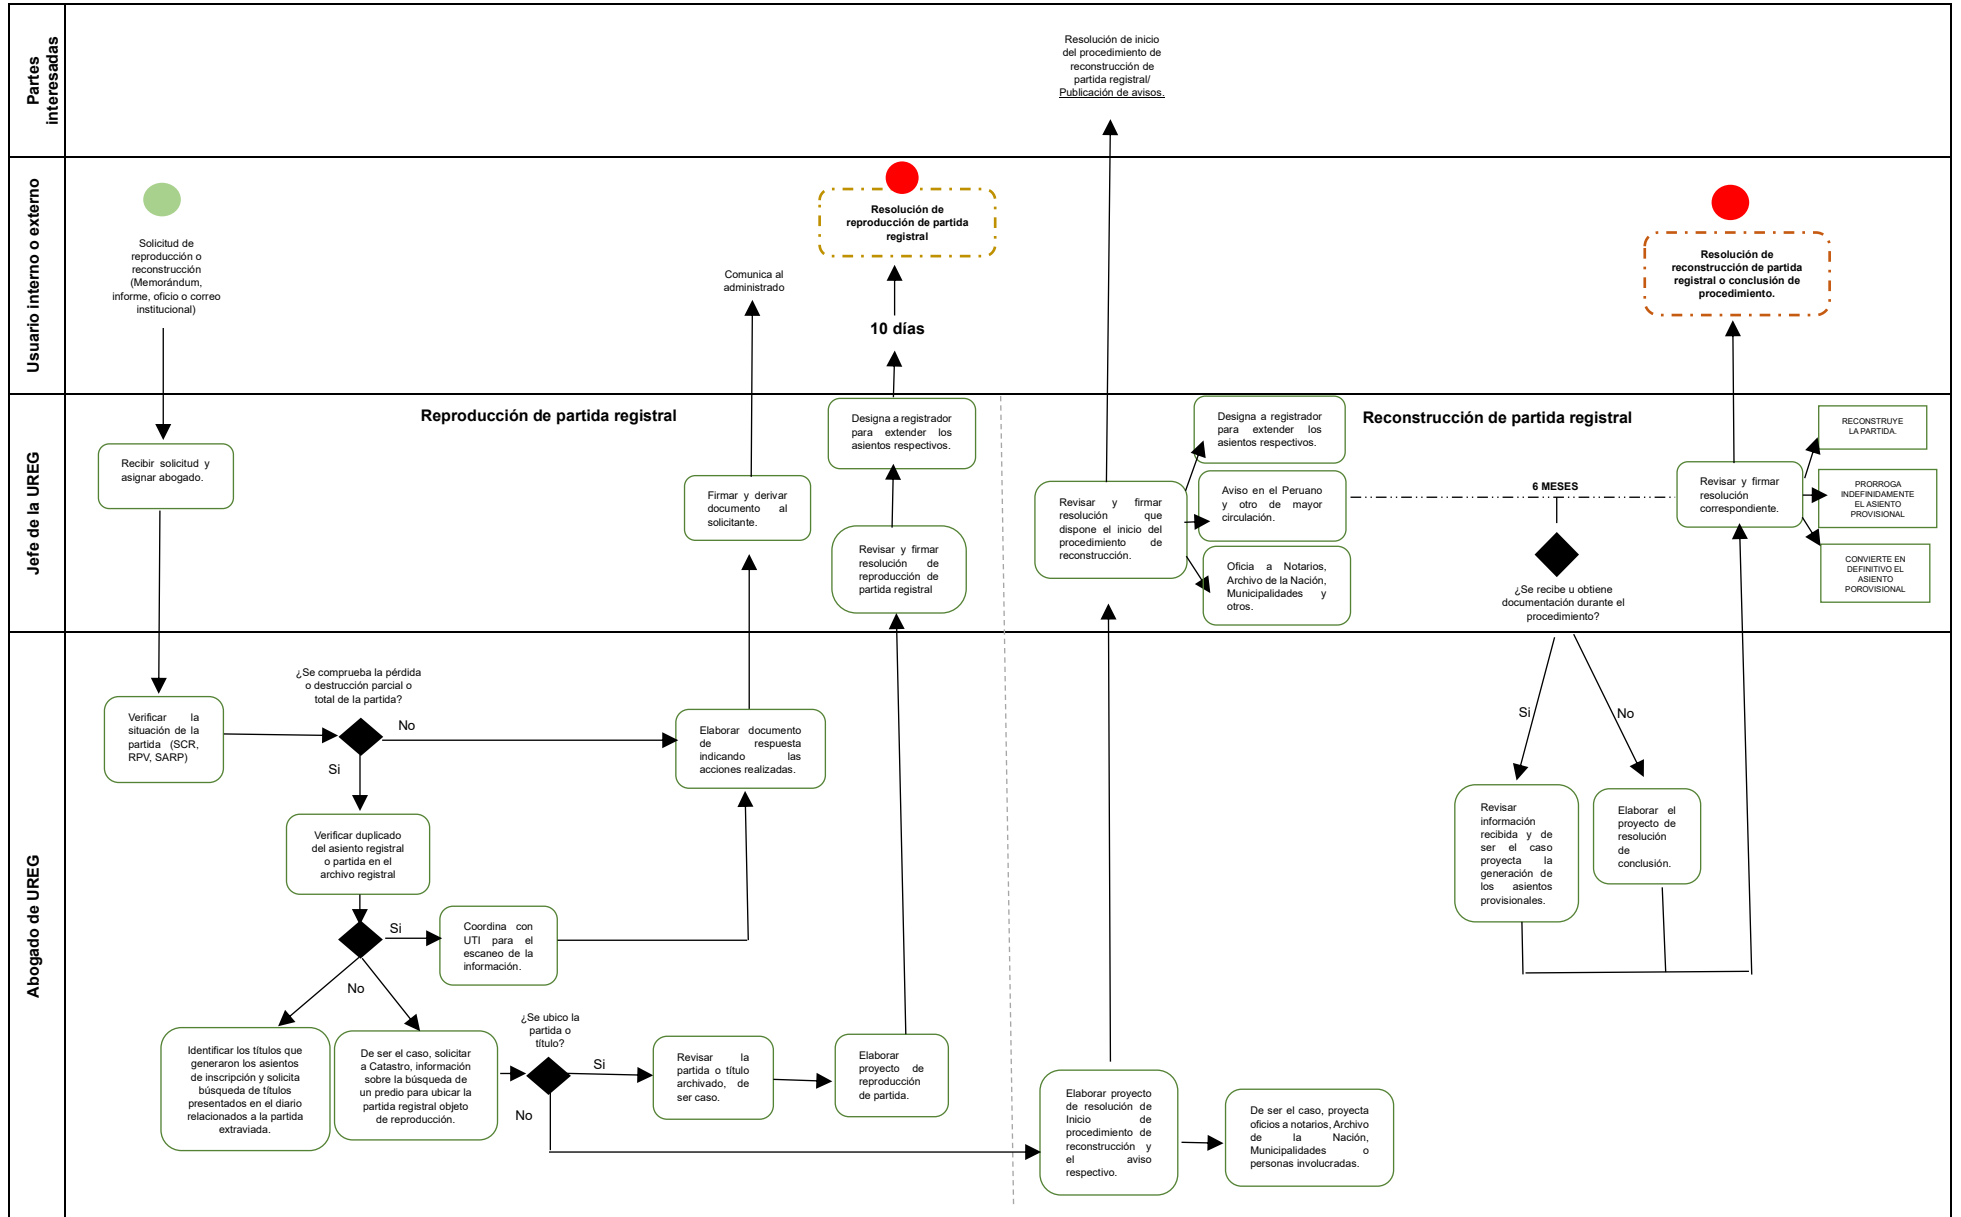 Partes
interesadas
Resolución de inicio
del procedimiento de
reconstrucción de
partida registral/
Publicación de avisos.
Usuario interno o externo
Solicitud de
reproducción o
reconstrucción
(Memorándum,
informe, oficio o correo
institucional)
Comunica al
administrado
Resolución de
reproducción de partida
registral
10 días
Resolución de
reconstrucción de partida
registral o conclusión de
procedimiento.
Jefe de la UREG
Reproducción de partida registral
Reconstrucción de partida registral
Recibir solicitud y
asignar abogado.
Firmar y derivar
documento al
solicitante.
Designa a registrador
para extender los
asientos respectivos.
Revisar y firmar
resolución de
reproducción de
partida registral
Revisar y firmar
resolución que
dispone el inicio del
procedimiento de
reconstrucción.
Designa a registrador
para extender los
asientos respectivos.
Aviso en el Peruano
y otro de mayor
circulación.
Oficia a Notarios,
Archivo de la Nación,
Municipalidades y
otros.
6 MESES
¿Se recibe u obtiene
documentación durante el
procedimiento?
Revisar y firmar
resolución
correspondiente.
RECONSTRUYE
LA PARTIDA.
PRORROGA
INDEFINIDAMENTE
EL ASIENTO
PROVISIONAL
CONVIERTE EN
DEFINITIVO EL
ASIENTO
POROVISIONAL
Abogado de UREG
Verificar la
situación de la
partida (SCR,
RPV, SARP)
¿Se comprueba la pérdida
o destrucción parcial o
total de la partida?
No
Si
Elaborar documento
de respuesta
indicando las
acciones realizadas.
Verificar duplicado
del asiento registral
o partida en el
archivo registral
Si
Coordina con
UTI para el
escaneo de la
información.
No
Identificar los títulos que
generaron los asientos
de inscripción y solicita
búsqueda de títulos
presentados en el diario
relacionados a la partida
extraviada.
De ser el caso, solicitar
a Catastro, información
sobre la búsqueda de
un predio para ubicar la
partida registral objeto
de reproducción.
¿Se ubico la
partida o
título?
Si
No
Revisar la
partida o título
archivado, de
ser caso.
Elaborar
proyecto de
reproducción
de partida.
Elaborar proyecto
de resolución de
Inicio de
procedimiento de
reconstrucción y
el aviso
respectivo.
De ser el caso, proyecta
oficios a notarios, Archivo
de la Nación,
Municipalidades o
personas involucradas.
Si
No
Revisar
información
recibida y de
ser el caso
proyecta la
generación de
los asientos
provisionales.
Elaborar el
proyecto de
resolución
de
conclusión.